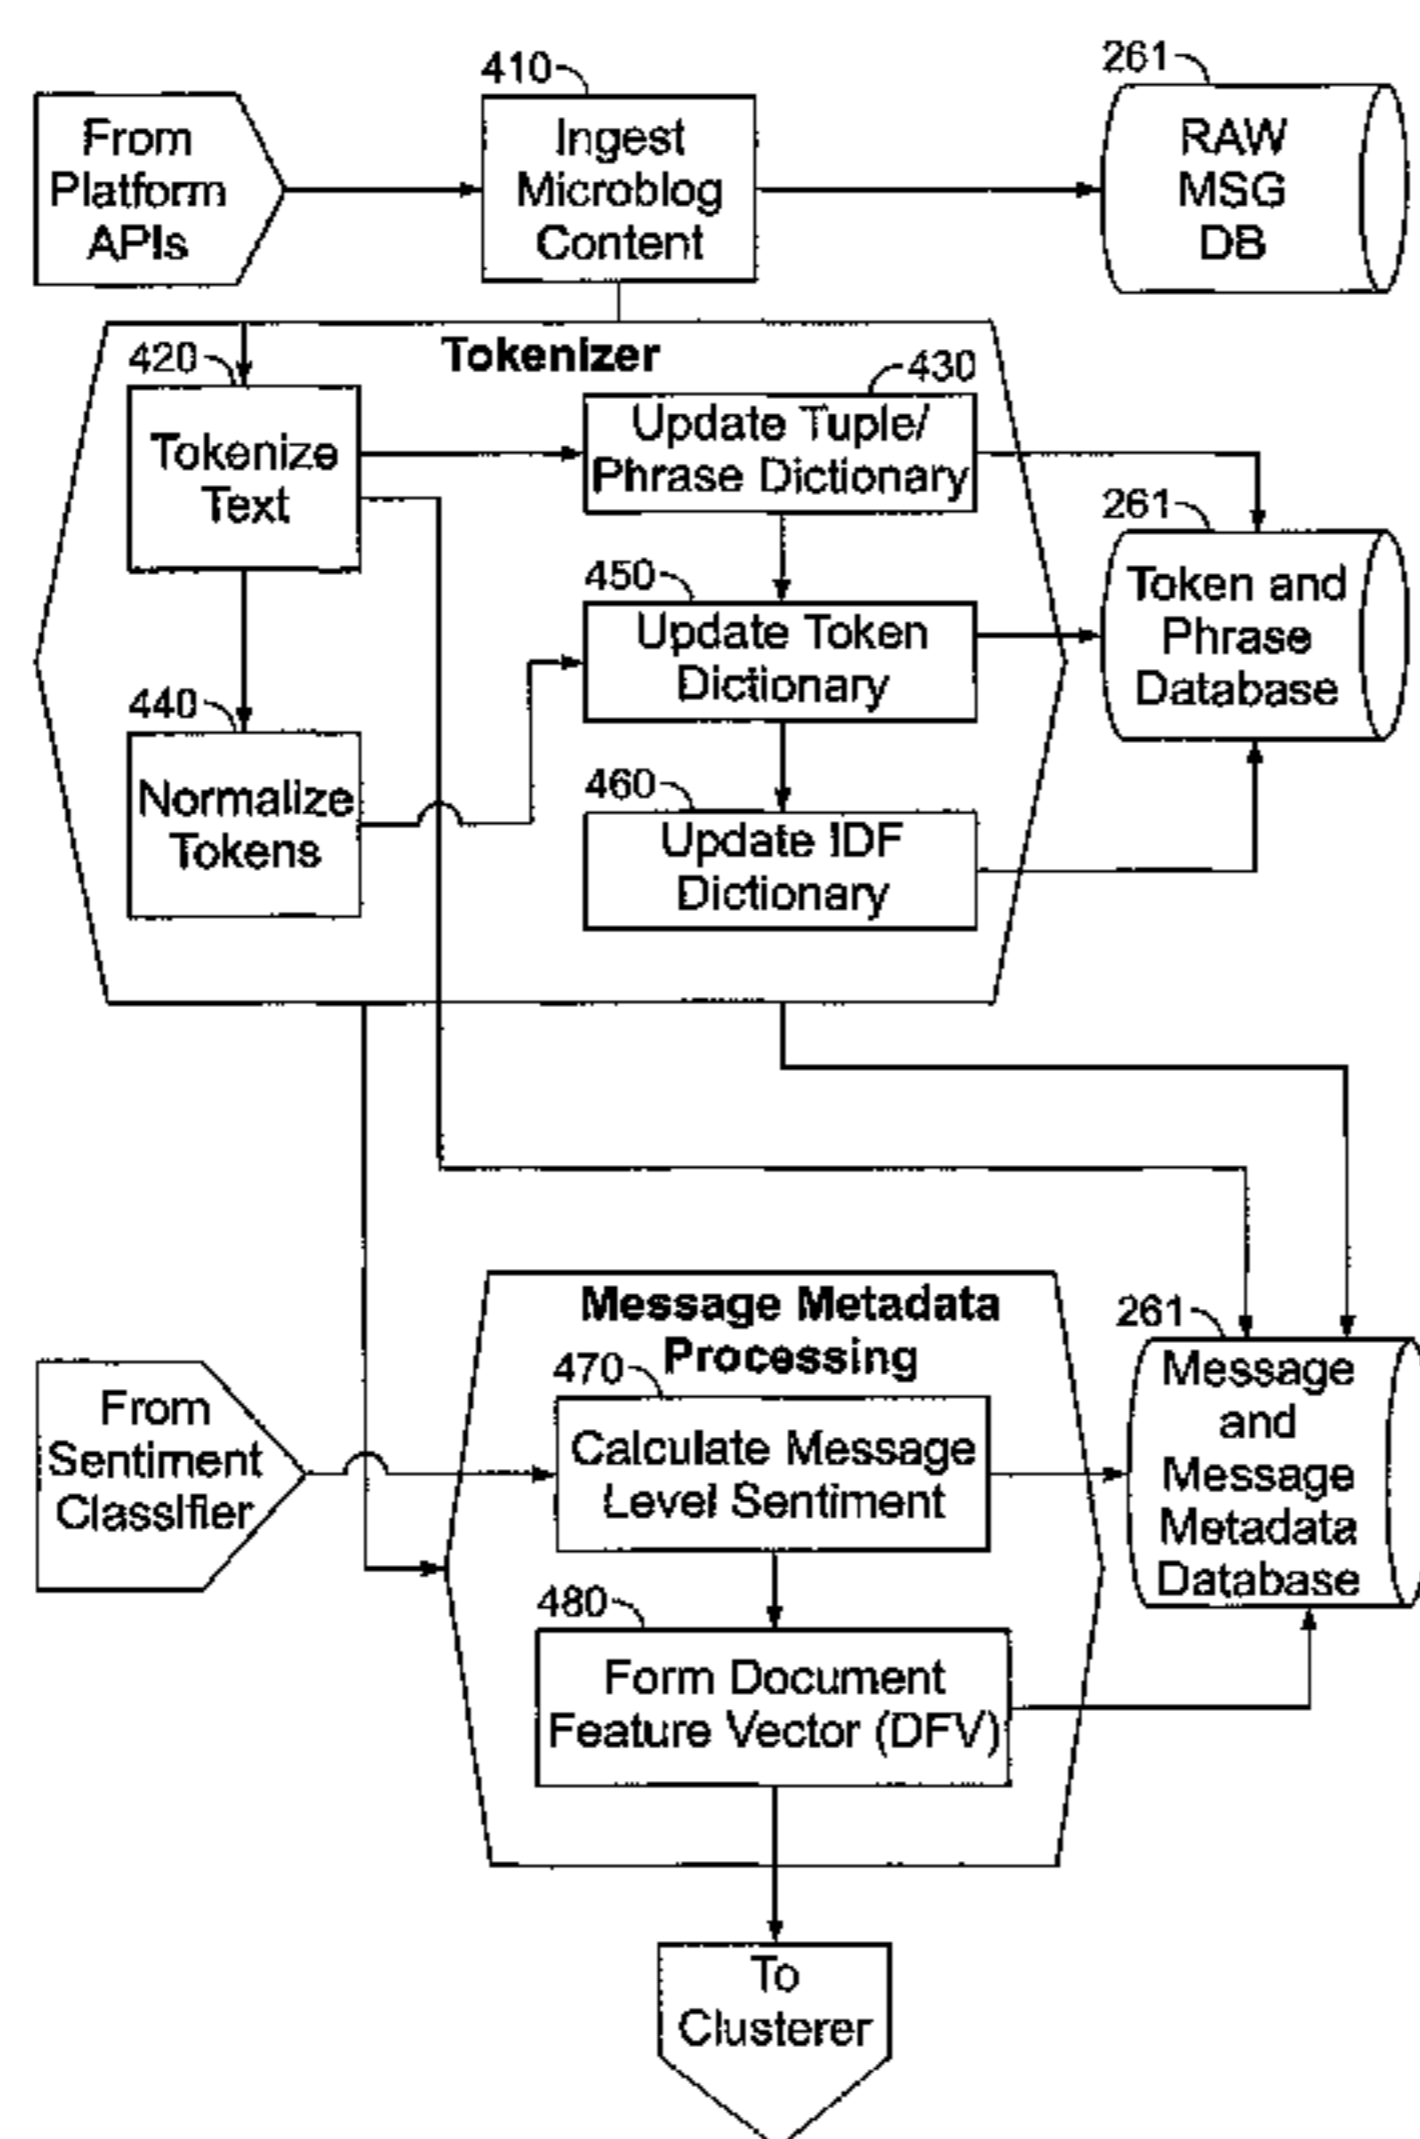 410
261
From
Platform
APIs
Ingest
Microblog
Content
RAW
MSG
DB
Tokenizer
420
430
Tokenize
Text
Update Tuple/
Phrase Dictionary
261
Token and
Phrase
Database
450
Update Token
Dictionary
440
Normalize
Tokens
460
Update IDF
Dictionary
Message Metadata
Processing
261
470
From
Sentiment
Classifier
Calculate Message
Level Sentiment
Message
and
Message
Metadata
Database
480
Form Document
Feature Vector (DFV)
To
Clusterer